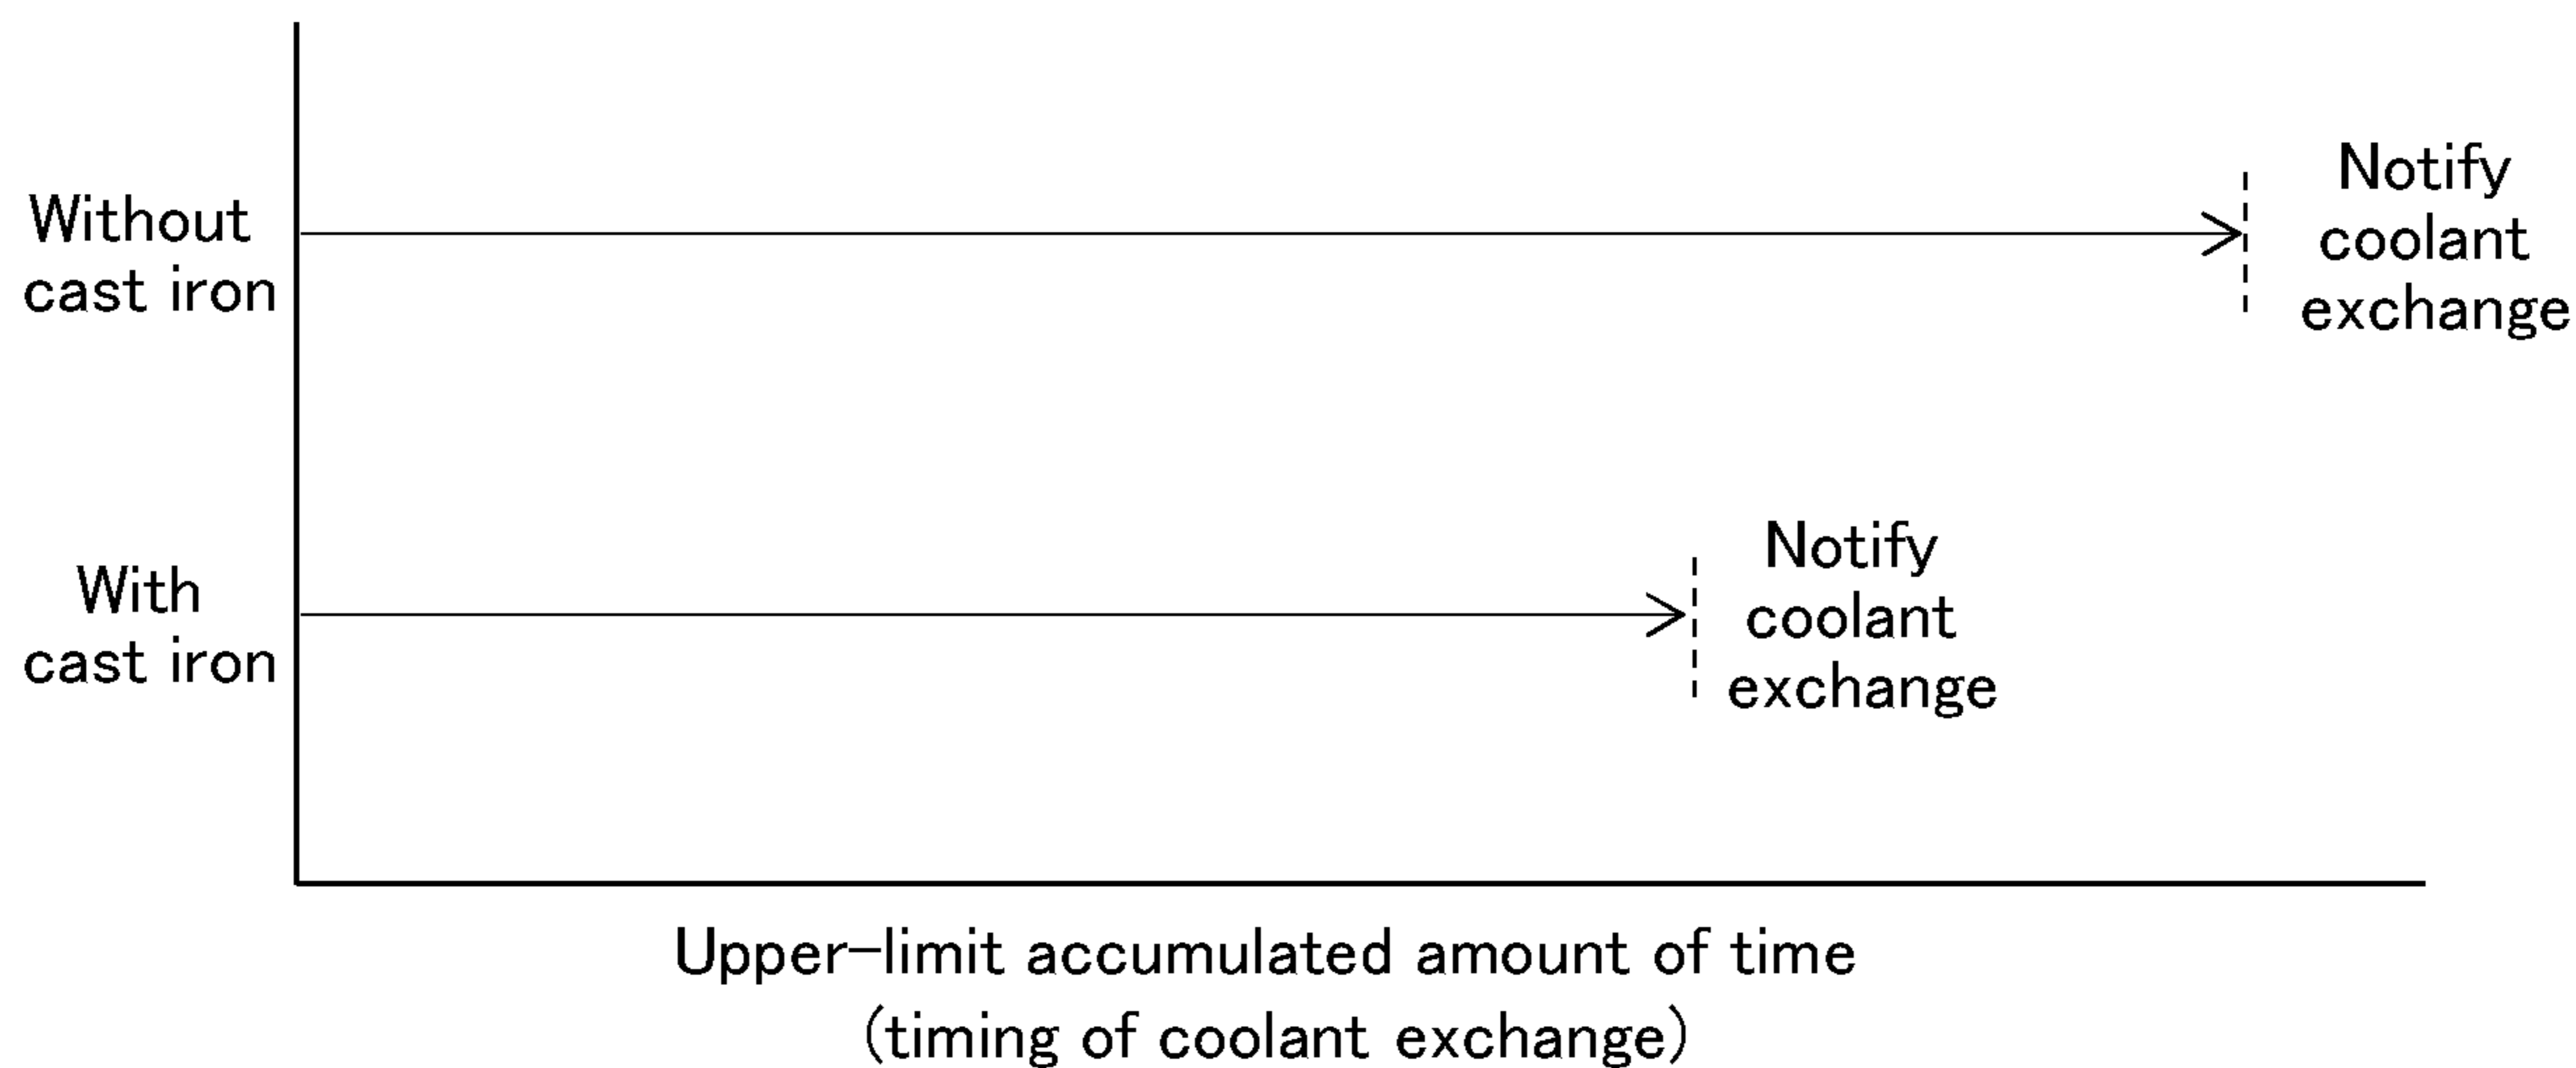 Without
cast iron
Notify
coolant
exchange
With
cast iron
Notify
coolant
exchange
Upper-limit accumulated amount of time
(timing of coolant exchange)